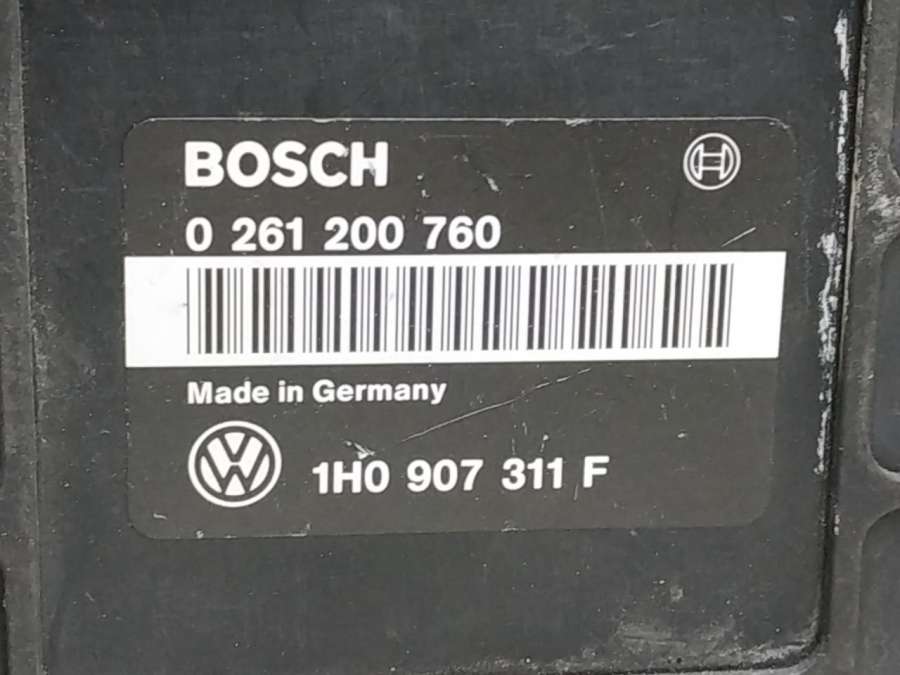 BOSCH
0 261 200 760
Made in Germany
1H0 907 311 F